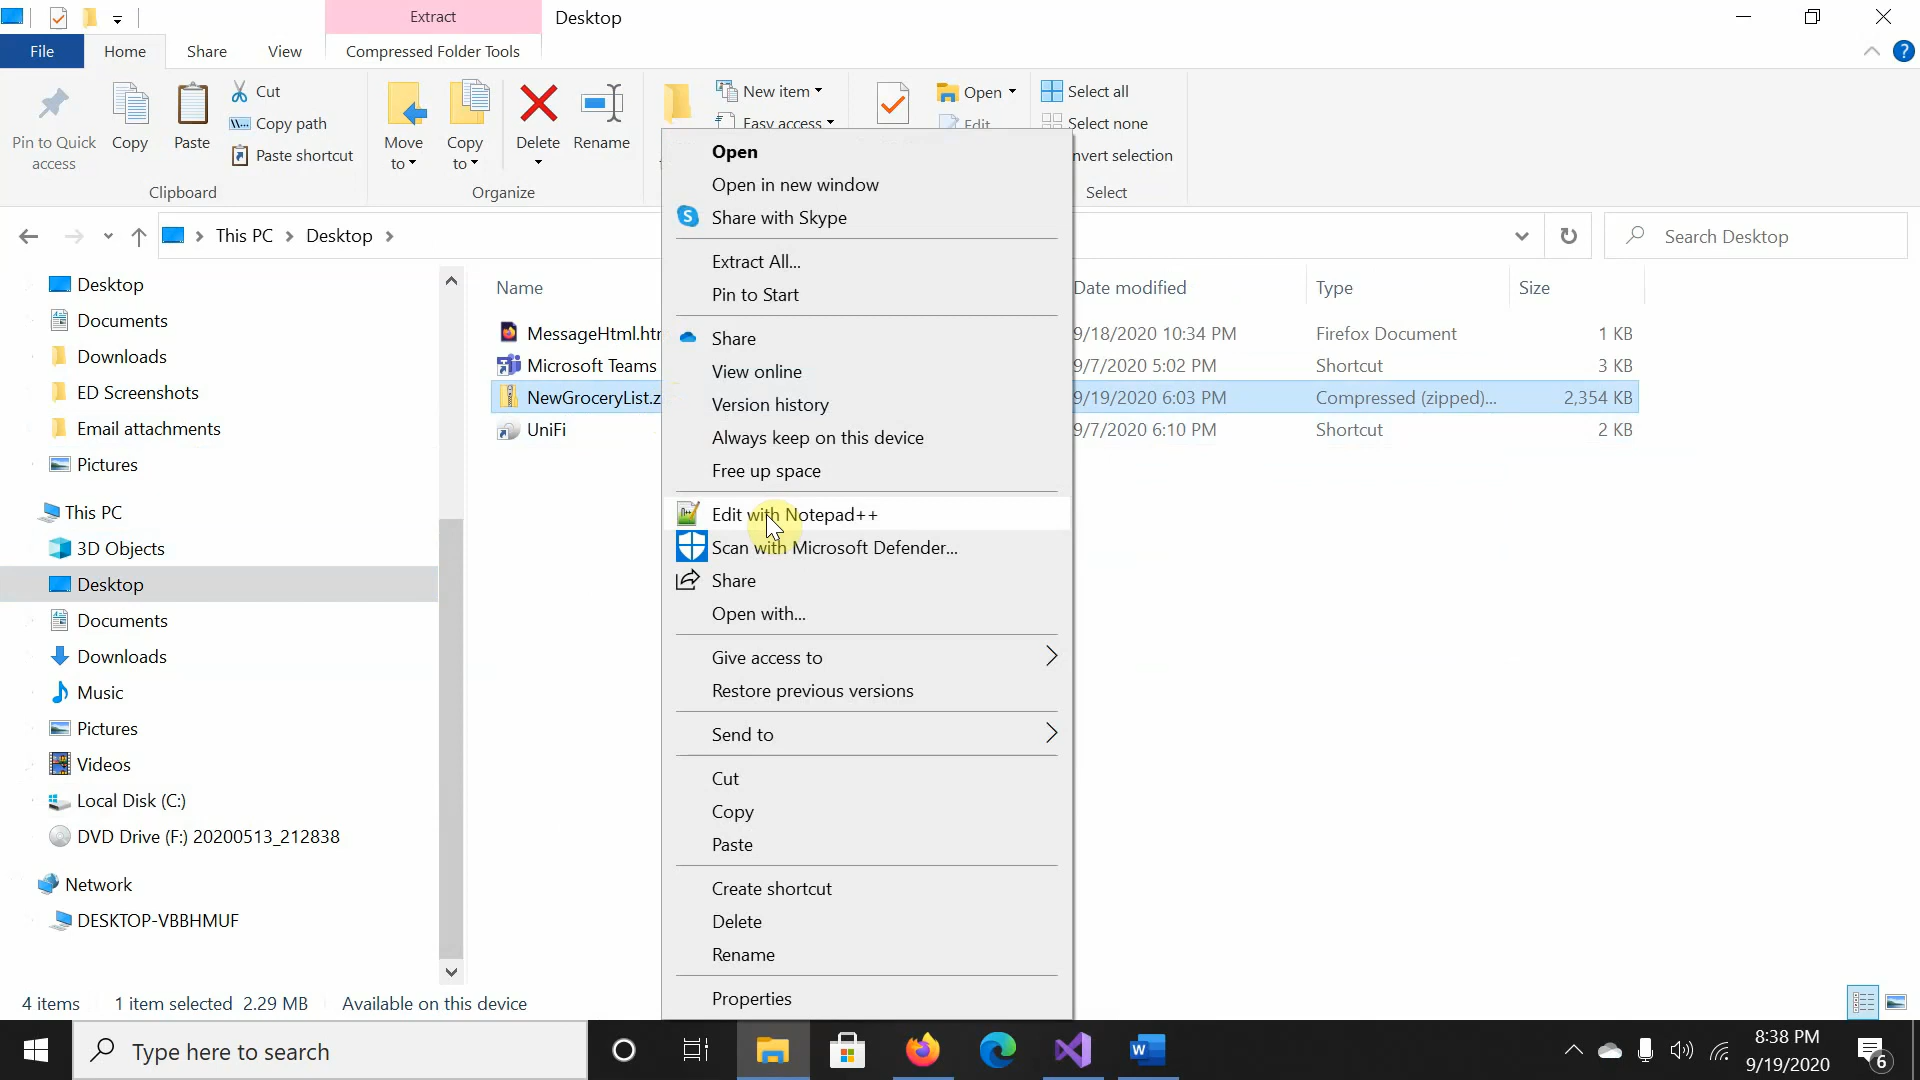 Extract
Desktop
File
Home
Share
View
Compressed Folder Tools
Pin to Quick
access
Copy
Paste
Cut
Copy path
Paste shortcut
Clipboard
Move
to
Copy
to
Delete
Rename
Organize
New item
Easy access
Open
Edit
Select all
Select none
nvert selection
Select
This PC
Desktop
Search Desktop
Desktop
Documents
Downloads
ED Screenshots
Email attachments
Pictures
This PC
3D Objects
Desktop
Documents
Downloads
Music
Pictures
Videos
Local Disk (C:)
DVD Drive (F:) 20200513_212838
Network
DESKTOP-VBBHMUF
Name
Date modified
Type
Size
MessageHtml.htm 9/18/2020 10:34 PM Firefox Document 1 KB
Microsoft Teams 9/7/2020 5:02 PM Shortcut 3 KB
NewGroceryList.z 9/19/2020 6:03 PM Compressed (zipped)... 2,354 KB
UniFi 9/7/2020 6:10 PM Shortcut 2 KB
Open
Open in new window
Share with Skype
Extract All...
Pin to Start
Share
View online
Version history
Always keep on this device
Free up space
Edit with Notepad++
Scan with Microsoft Defender...
Share
Open with...
Give access to
Restore previous versions
Send to
Cut
Copy
Paste
Create shortcut
Delete
Rename
Properties
4 items
1 item selected 2.29 MB
Available on this device
Type here to search
8:38 PM
9/19/2020
6